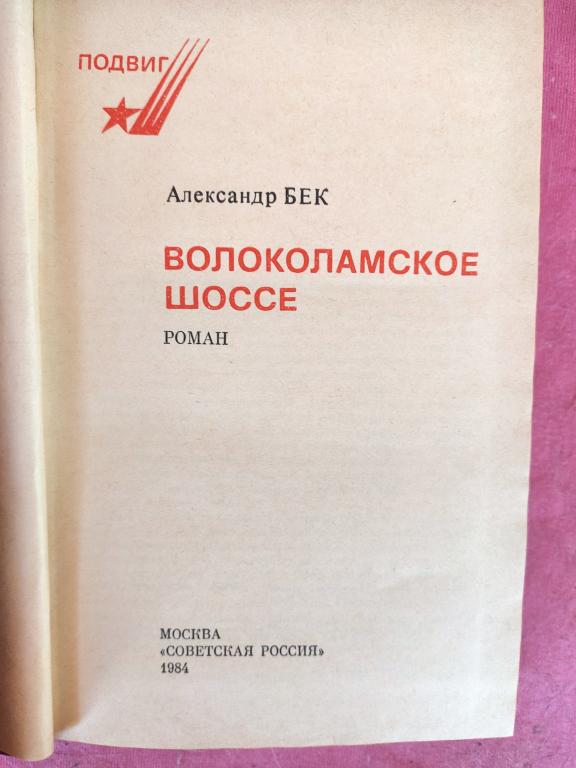 ПОДВИГ
Александр БЕК
ВОЛОКОЛАМСКОЕ
ШОССЕ
РОМАН
МОСКВА
«СОВЕТСКАЯ РОССИЯ»
1984